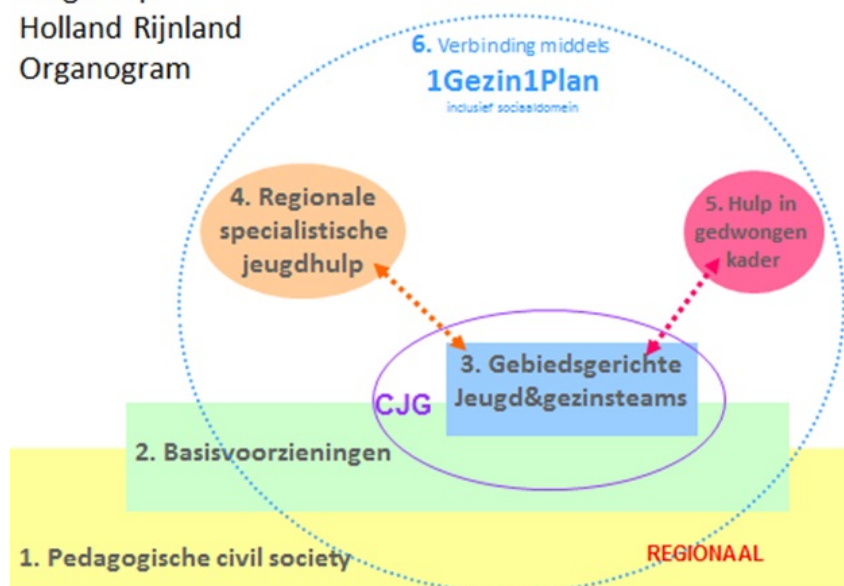 Holland Rijnland
Organogram
6. Verbinding middels
1Gezin1Plan
inclusief sociaaldomein
4. Regionale
specialistische
jeugdhulp
5. Hulp in
gedwongen
kader
3. Gebiedsgerichte
Jeugd&gezinsteams
CJG
2. Basisvoorzieningen
1. Pedagogische civil society
REGIONAAL